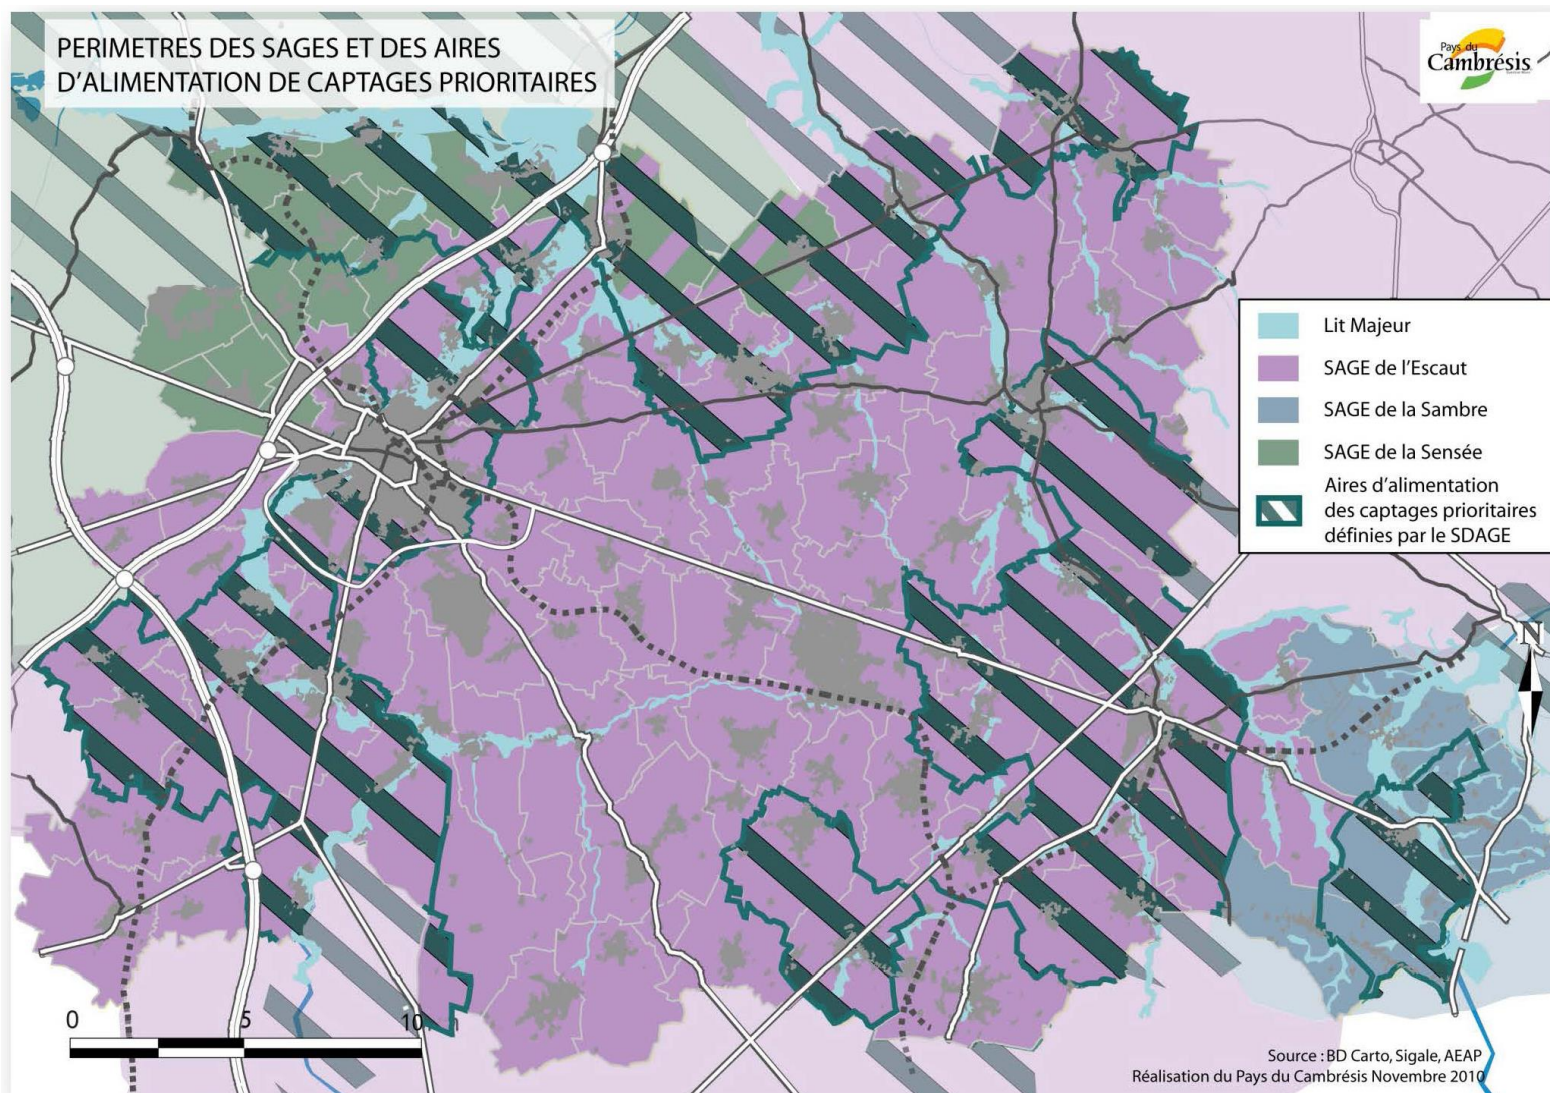 PERIMETRES DES SAGES ET DES AIRES
D'ALIMENTATION DE CAPTAGES PRIORITAIRES
Pays du
Cambrésis
Lit Majeur
SAGE de l'Escaut
SAGE de la Sambre
SAGE de la Sensée
Aires d'alimentation
des captages prioritaires
définies par le SDAGE
N
0 5 10
Source : BD Carto, Sigale, AEAP
Réalisation du Pays du Cambrésis Novembre 2010